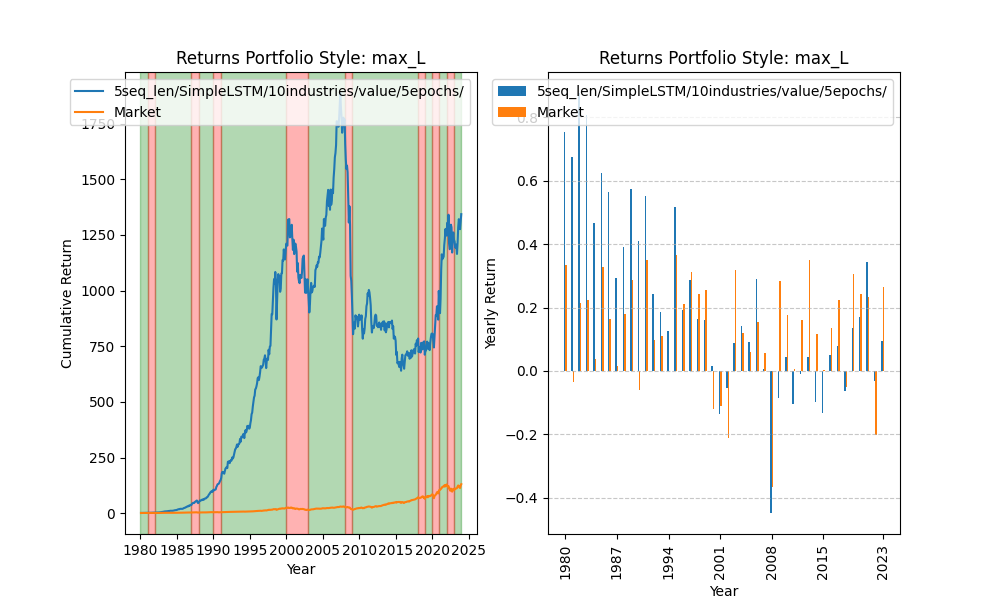 Returns Portfolio Style: max_L
5seq_len/SimpleLSTM/10industries/value/5epochs/
Market
Cumulative Return
1750
1500
1250
1000
750
500
250
0
1980 1985 1990 1995 2000 2005 2010 2015 2020 2025
Year
Returns Portfolio Style: max_L
5seq_len/SimpleLSTM/10industries/value/5epochs/
Market
Yearly Return
0.8
0.6
0.4
0.2
0.0
−0.2
−0.4
1980 1987 1994 2001 2008 2015 2023
Year